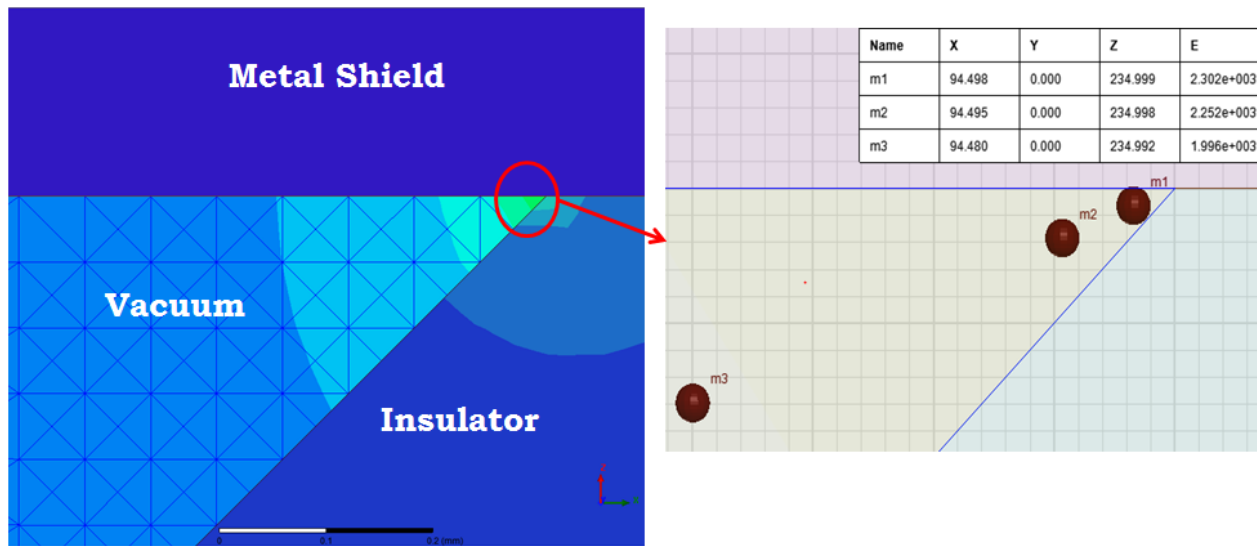 Metal Shield
Vacuum
Insulator
Z
0
0.1
0.2 (mm)
Name X Y Z E
m1 94.498 0.000 234.999 2.302e+003
m2 94.495 0.000 234.998 2.252e+003
m3 94.480 0.000 234.992 1.996e+003
m1
m2
m3